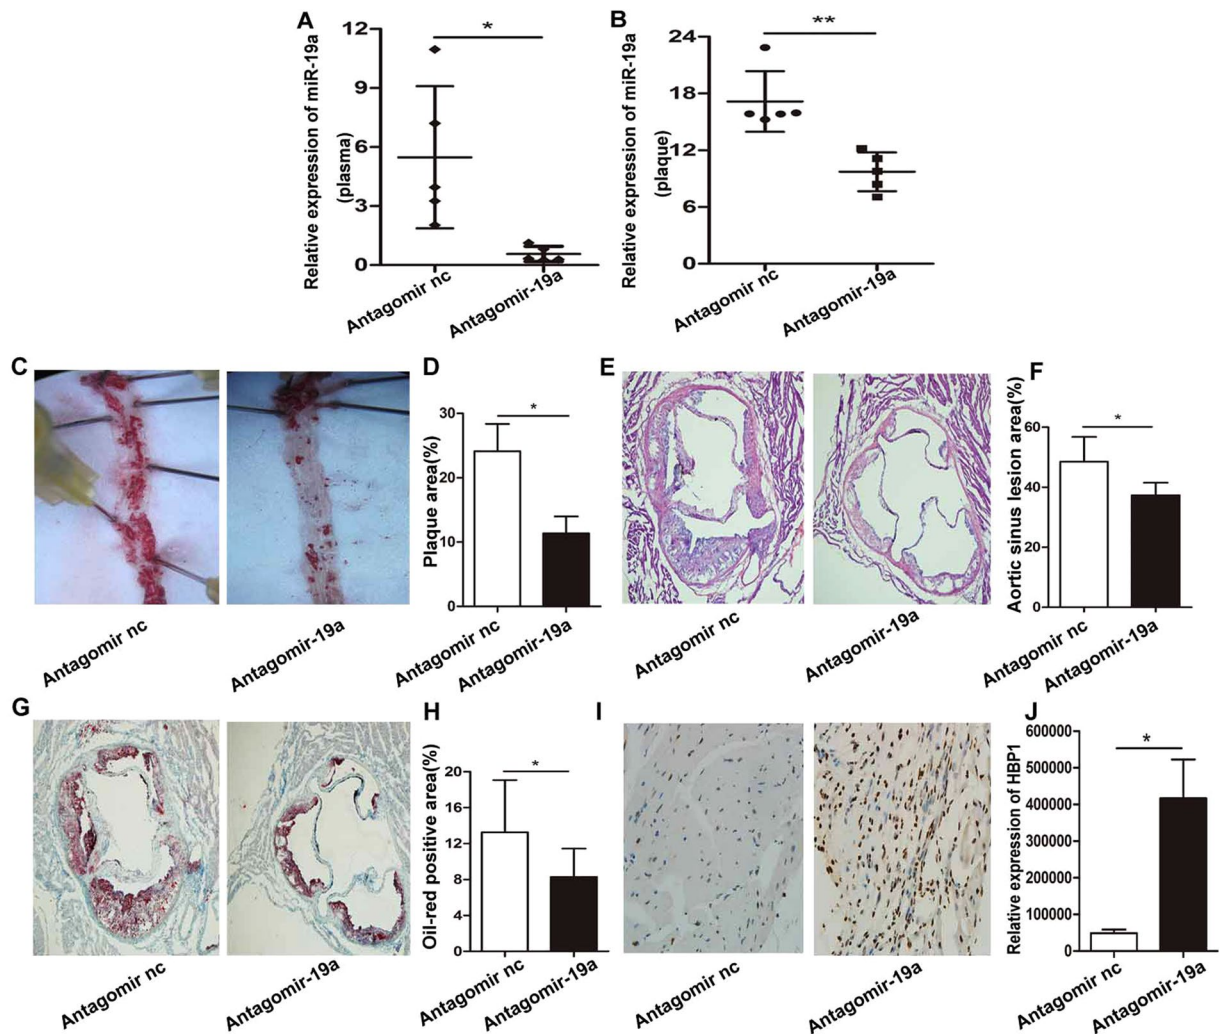 A
Relative expression of miR-19a
(plasma)
12
9
6
3
0
*
Antagomir nc
Antagomir-19a
B
Relative expression of miR-19a
(plaque)
24
18
12
6
0
**
Antagomir nc
Antagomir-19a
C
Antagomir nc
Antagomir-19a
D
Plaque area(%)
30
20
10
0
*
Antagomir nc
Antagomir-19a
E
Antagomir nc
Antagomir-19a
F
Aortic sinus lesion area(%)
60
40
20
0
*
Antagomir nc
Antagomir-19a
G
Antagomir nc
Antagomir-19a
H
Oil-red positive area(%)
20
16
12
8
4
0
*
Antagomir nc
Antagomir-19a
I
Antagomir nc
Antagomir-19a
J
Relative expression of HBP1
600000
500000
400000
300000
200000
100000
0
*
Antagomir nc
Antagomir-19a